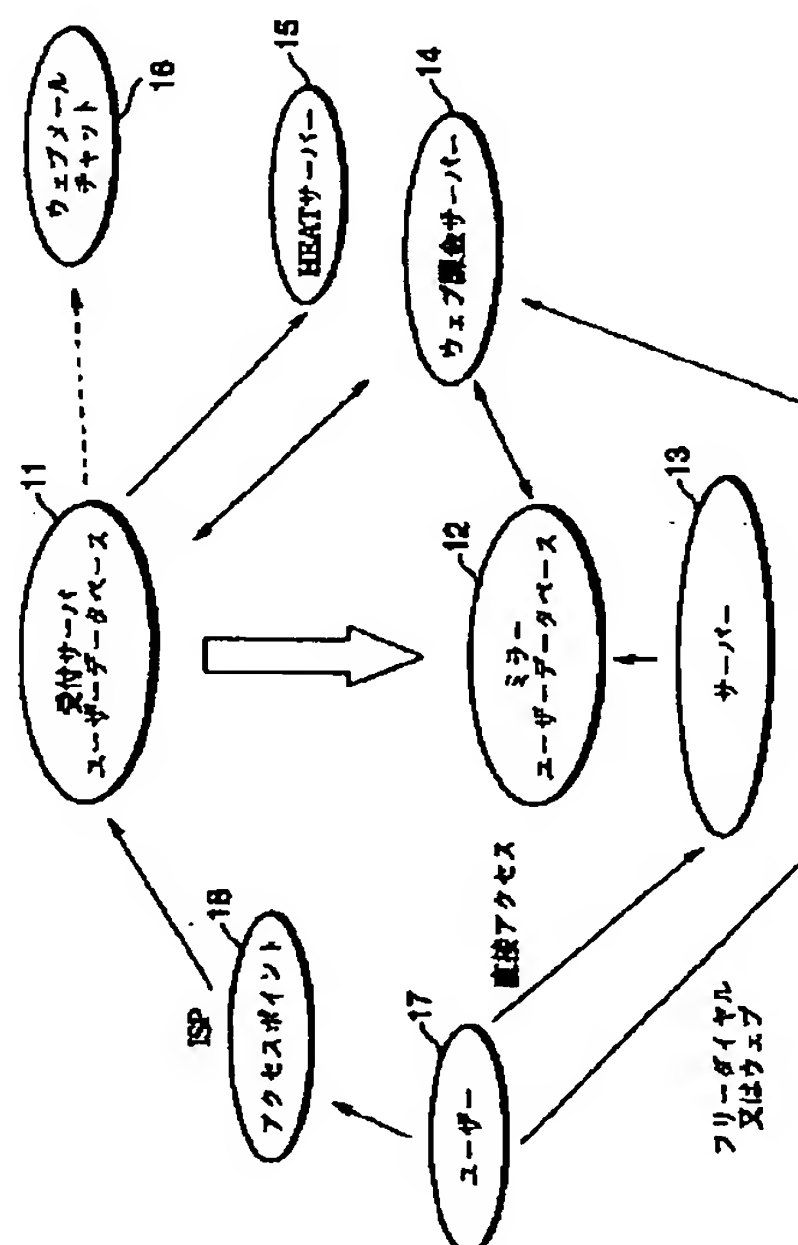 11
受付サーバ
ユーザーデータベース
ウェブメール
チャット
16
ISP
18
アクセスポイント
15
HEATサーバー
17
ユーザー
12
ミラー
ユーザーデータベース
14
ウェブ課金サーバー
直接アクセス
13
サーバー
フリーダイヤル
又はウェブ